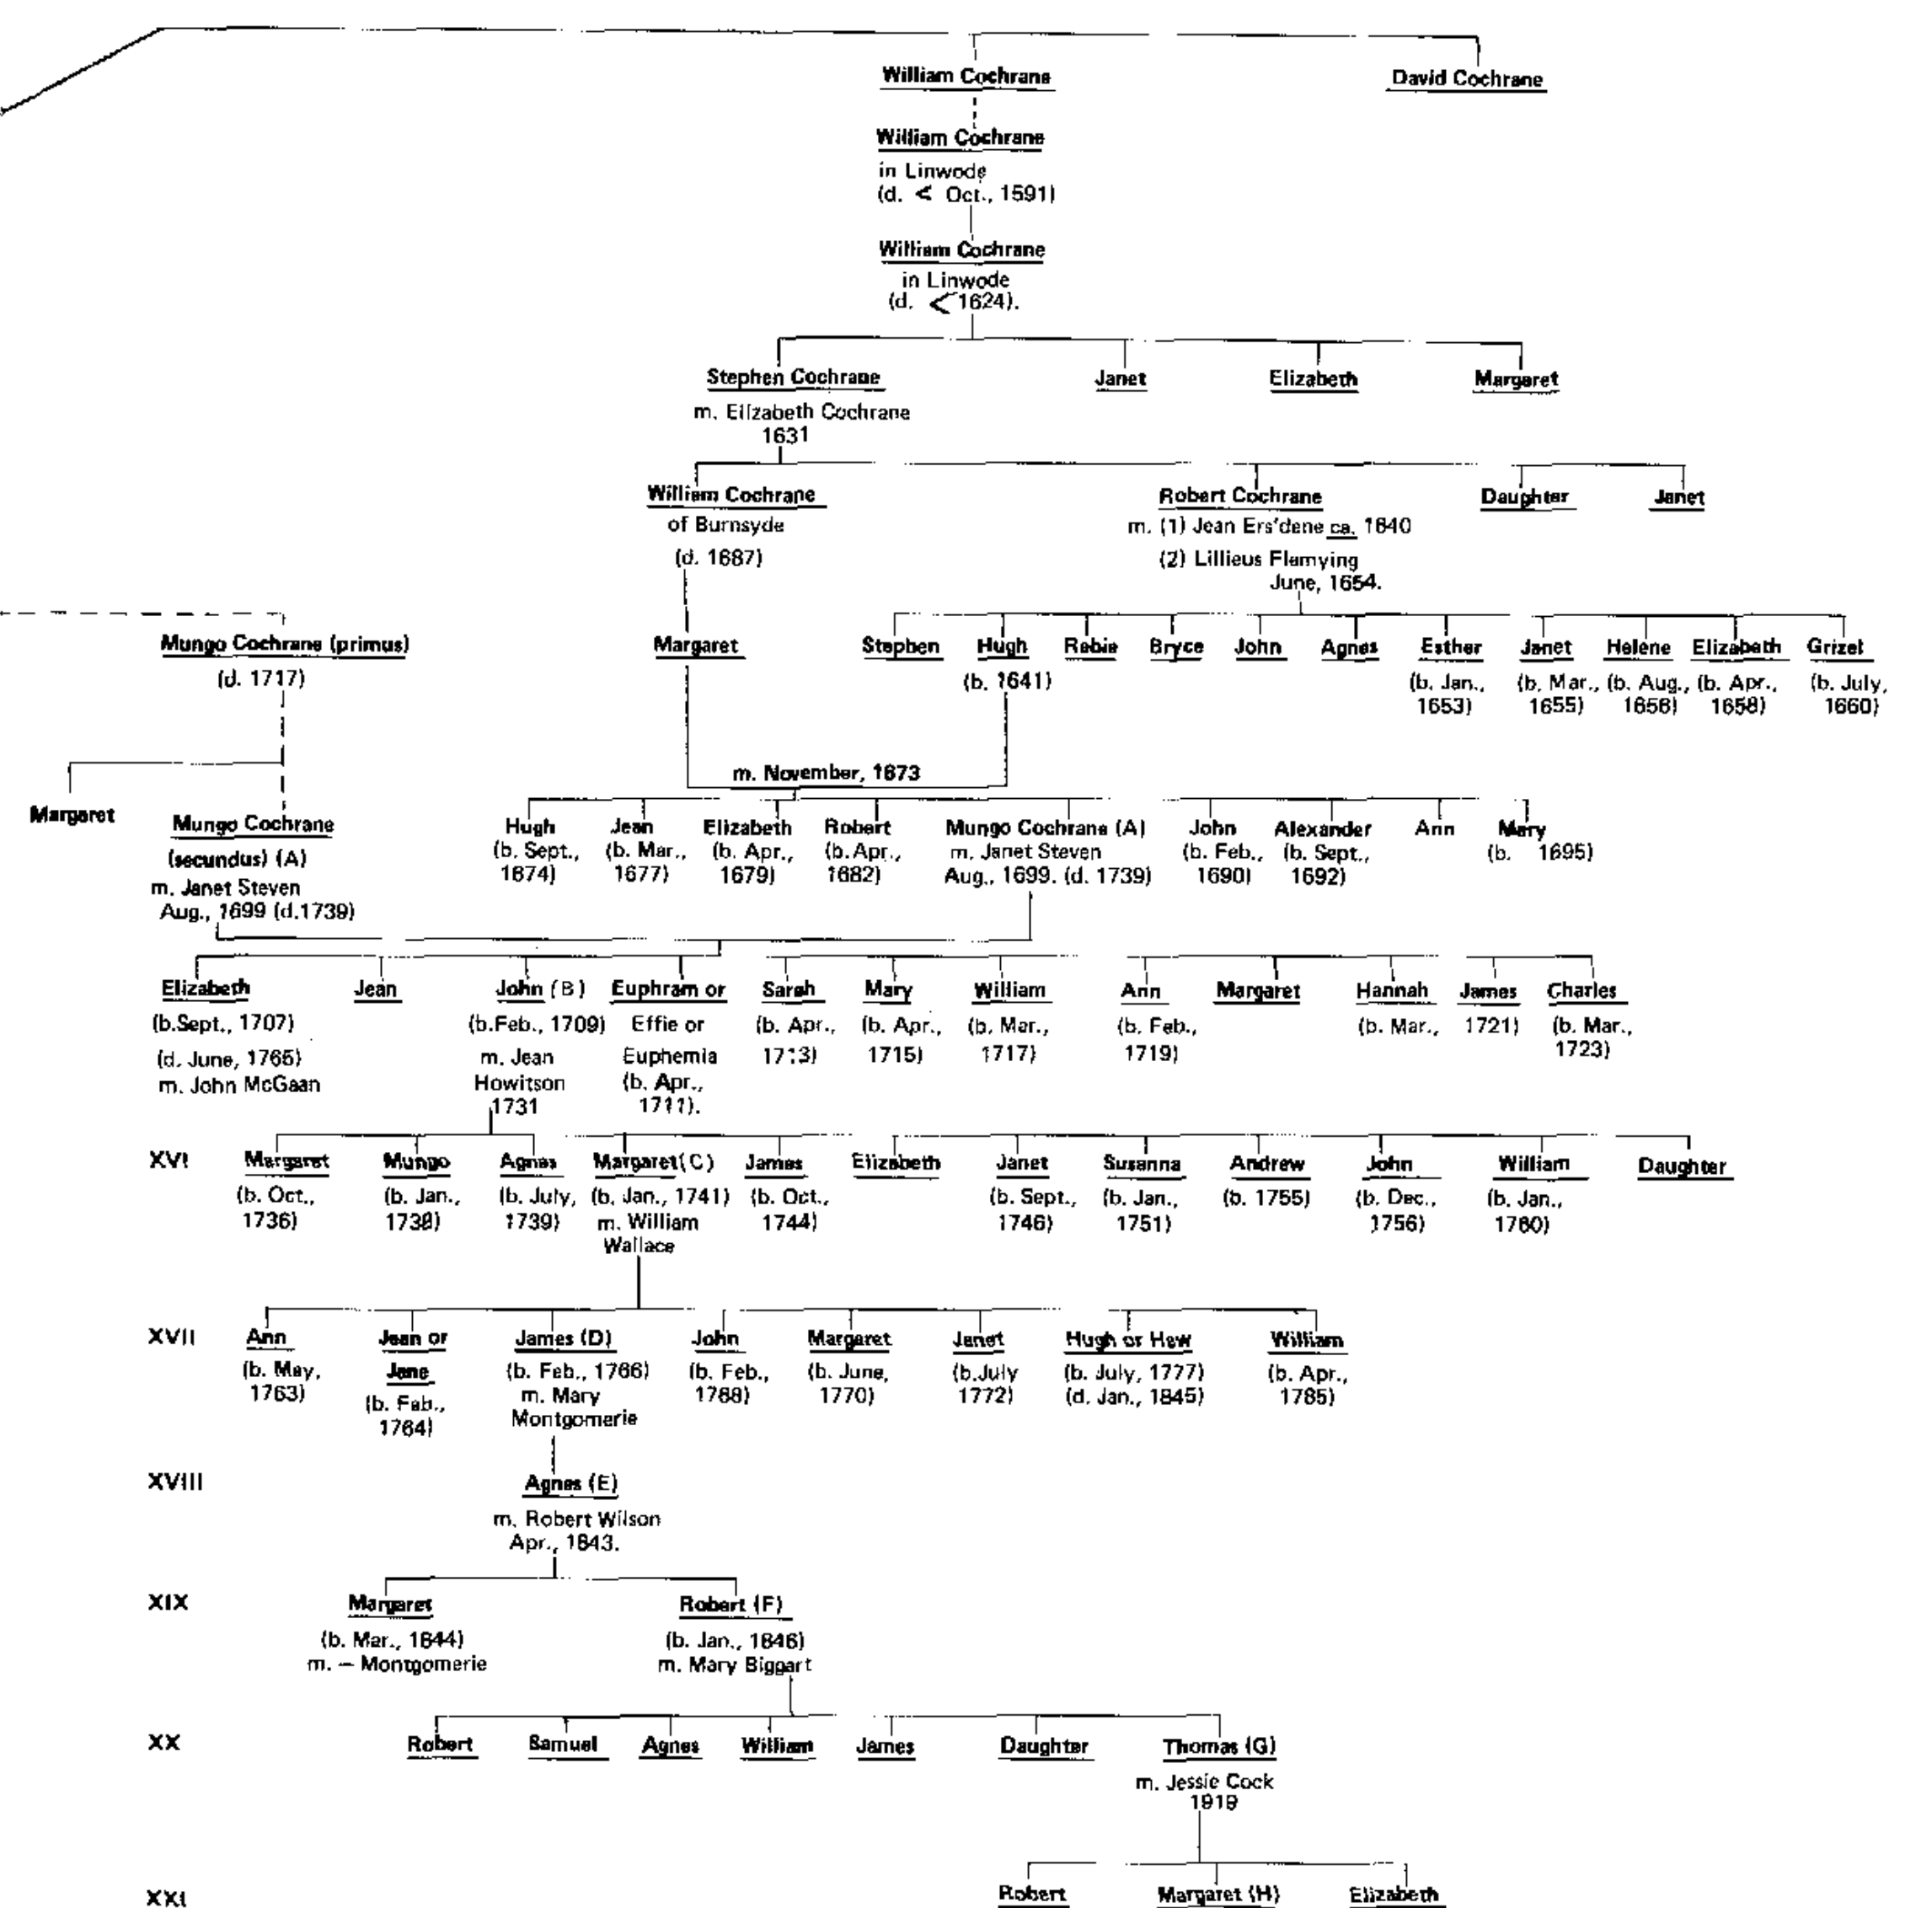 William Cochrane
David Cochrane
William Cochrane
in Linwode
(d. < Oct., 1591)
William Cochrane
in Linwode
(d. < 1624).
Stephen Cochrane
Janet
Elizabeth
Margaret
m. Elizabeth Cochrane
1631
William Cochrane
Robert Cochrane
Daughter
Janet
of Burnsyde
m. (1) Jean Ers'dene ca. 1640
(d. 1687)
(2) Lillieus Flemying
June, 1654.
Mungo Cochrane (primus)
Margaret
Stephen
Hugh
Robie
Bryce
John
Agnes
Esther
Janet
Helene
Elizabeth
Grizel
(d. 1717)
(b. 1641)
(b. Jan.,
1653)
(b. Mar.,
1655)
(b. Aug.,
1656)
(b. Apr.,
1658)
(b. July,
1660)
m. November, 1673
Margaret
Mungo Cochrane
(secundus) (A)
m. Janet Steven
Aug., 1699 (d.1739)
Hugh
(b. Sept.,
1674)
Jean
(b. Mar.,
1677)
Elizabeth
(b. Apr.,
1679)
Robert
(b.Apr.,
1682)
Mungo Cochrane (A)
m. Janet Steven
Aug., 1699. (d. 1739)
John
(b. Feb.,
1690)
Alexander
(b. Sept.,
1692)
Ann
Mary
(b. 1695)
Elizabeth
(b.Sept., 1707)
(d. June, 1765)
m. John McGaan
Jean
John (B)
(b.Feb., 1709)
m. Jean
Howitson
1731
Euphram or
Effie or
Euphemia
(b. Apr.,
1711).
Sarah
(b. Apr.,
1713)
Mary
(b. Apr.,
1715)
William
(b. Mar.,
1717)
Ann
(b. Feb.,
1719)
Margaret
Hannah
(b. Mar.,
James
1721)
Charles
(b. Mar.,
1723)
XVI
Margaret
(b. Oct.,
1736)
Mungo
(b. Jan.,
1738)
Agnes
(b. July,
1739)
Margaret(C)
(b. Jan., 1741)
m. William
Wallace
James
(b. Oct.,
1744)
Elizabeth
Janet
(b. Sept.,
1746)
Susanna
(b. Jan.,
1751)
Andrew
(b. 1755)
John
(b. Dec.,
1756)
William
(b. Jan.,
1760)
Daughter
XVII
Ann
(b. May,
1763)
Jean or
Jane
(b. Feb.,
1764)
James (D)
(b. Feb., 1766)
m. Mary
Montgomerie
John
(b. Feb.,
1768)
Margaret
(b. June,
1770)
Janet
(b.July
1772)
Hugh or Hew
(b. July, 1777)
(d. Jan., 1845)
William
(b. Apr.,
1785)
XVIII
Agnes (E)
m. Robert Wilson
Apr., 1843.
XIX
Margaret
(b. Mar., 1844)
m. — Montgomerie
Robert (F)
(b. Jan., 1846)
m. Mary Biggart
XX
Robert
Samuel
Agnes
William
James
Daughter
Thomas (G)
m. Jessie Cock
1919
XXI
Robert
Margaret (H)
Elizabeth